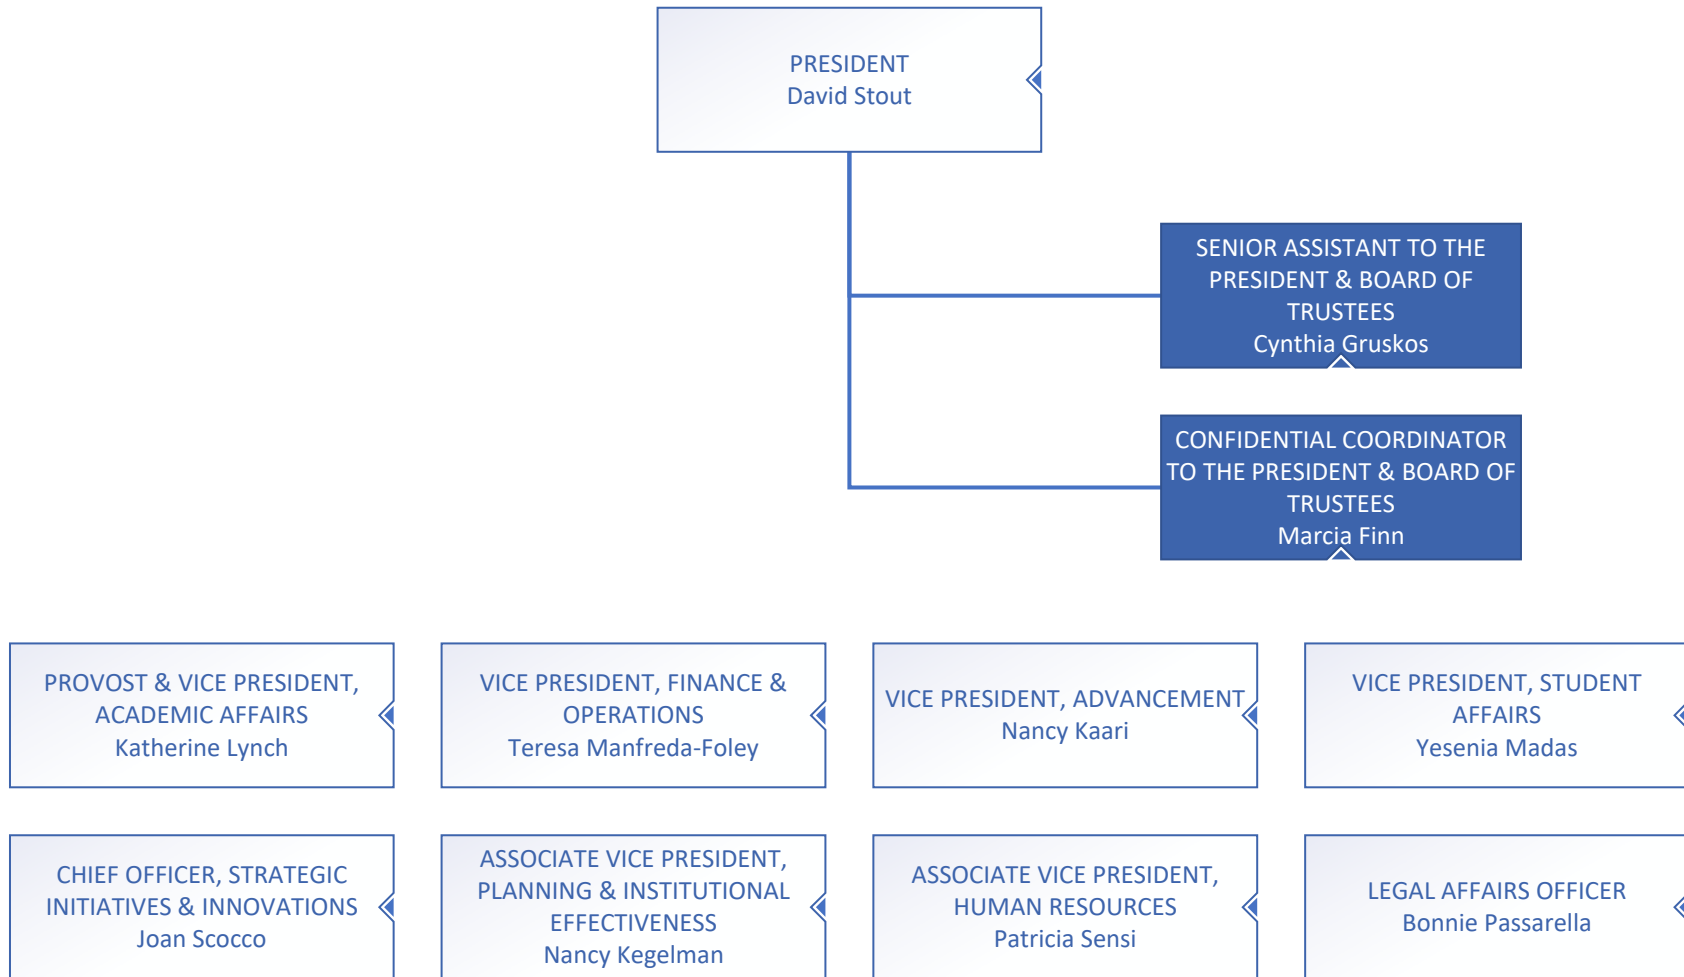 PRESIDENT
David Stout
SENIOR ASSISTANT TO THE
PRESIDENT & BOARD OF
TRUSTEES
Cynthia Gruskos
CONFIDENTIAL COORDINATOR
TO THE PRESIDENT & BOARD OF
TRUSTEES
Marcia Finn
PROVOST & VICE PRESIDENT,
ACADEMIC AFFAIRS
Katherine Lynch
VICE PRESIDENT, FINANCE &
OPERATIONS
Teresa Manfreda-Foley
VICE PRESIDENT, ADVANCEMENT
Nancy Kaari
VICE PRESIDENT, STUDENT
AFFAIRS
Yesenia Madas
CHIEF OFFICER, STRATEGIC
INITIATIVES & INNOVATIONS
Joan Scocco
ASSOCIATE VICE PRESIDENT,
PLANNING & INSTITUTIONAL
EFFECTIVENESS
Nancy Kegelman
ASSOCIATE VICE PRESIDENT,
HUMAN RESOURCES
Patricia Sensi
LEGAL AFFAIRS OFFICER
Bonnie Passarella